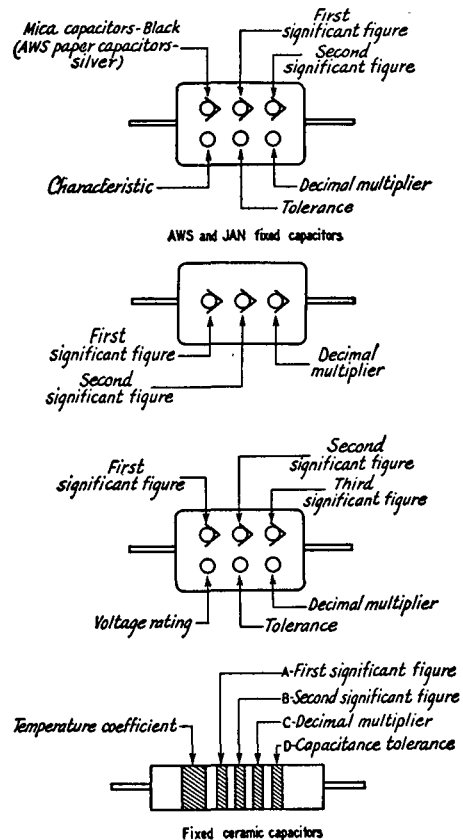 Mica capacitors-Black
(AWS paper capacitors-
silver)
First
significant figure
Second
significant figure
Characteristic
Decimal multiplier
Tolerance
AWS and JAN fixed capacitors
First
significant figure
Second
significant figure
Decimal
multiplier
First
significant figure
Second
significant figure
Third
significant figure
Voltage rating
Decimal multiplier
Tolerance
A-First significant figure
B-Second significant figure
Temperature coefficient
C-Decimal multiplier
D-Capacitance tolerance
Fixed ceramic capacitors